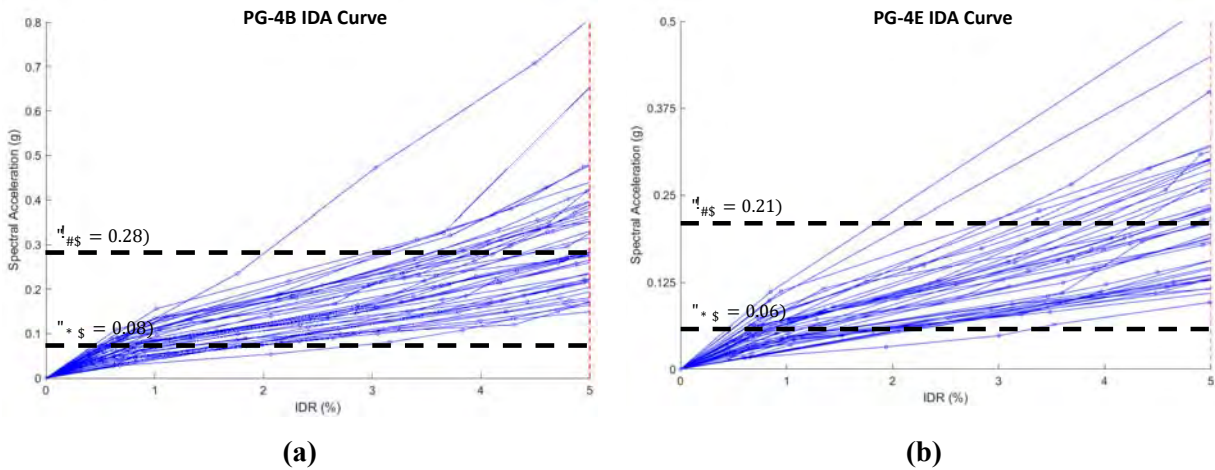 PG-4B IDA Curve
0.8
0.7
0.6
0.5
0.4
0.3
0.2
0.1
0
Spectral Acceleration (g)
= 0.28)
= 0.08)
0 1 2 3 4 5
IDR (%)
(a)
PG-4E IDA Curve
0.5
0.375
0.25
0.125
0
Spectral Acceleration (g)
= 0.21)
= 0.06)
0 1 2 3 4 5
IDR (%)
(b)